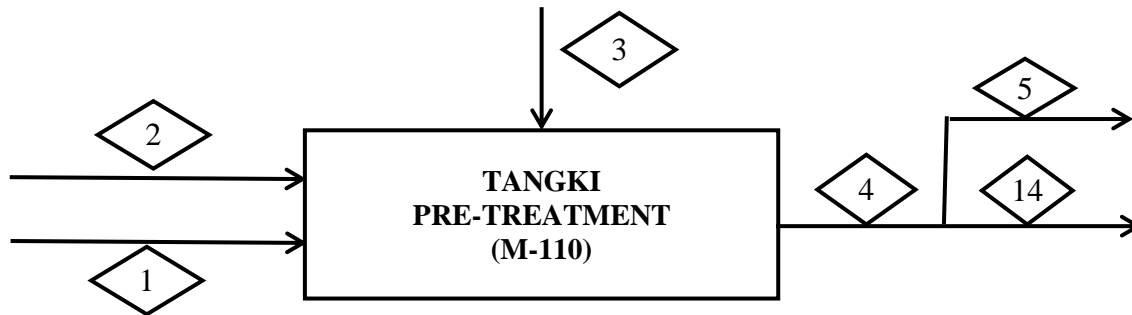 3
5
2
TANGKI
PRE-TREATMENT
(M-110)
4
14
1